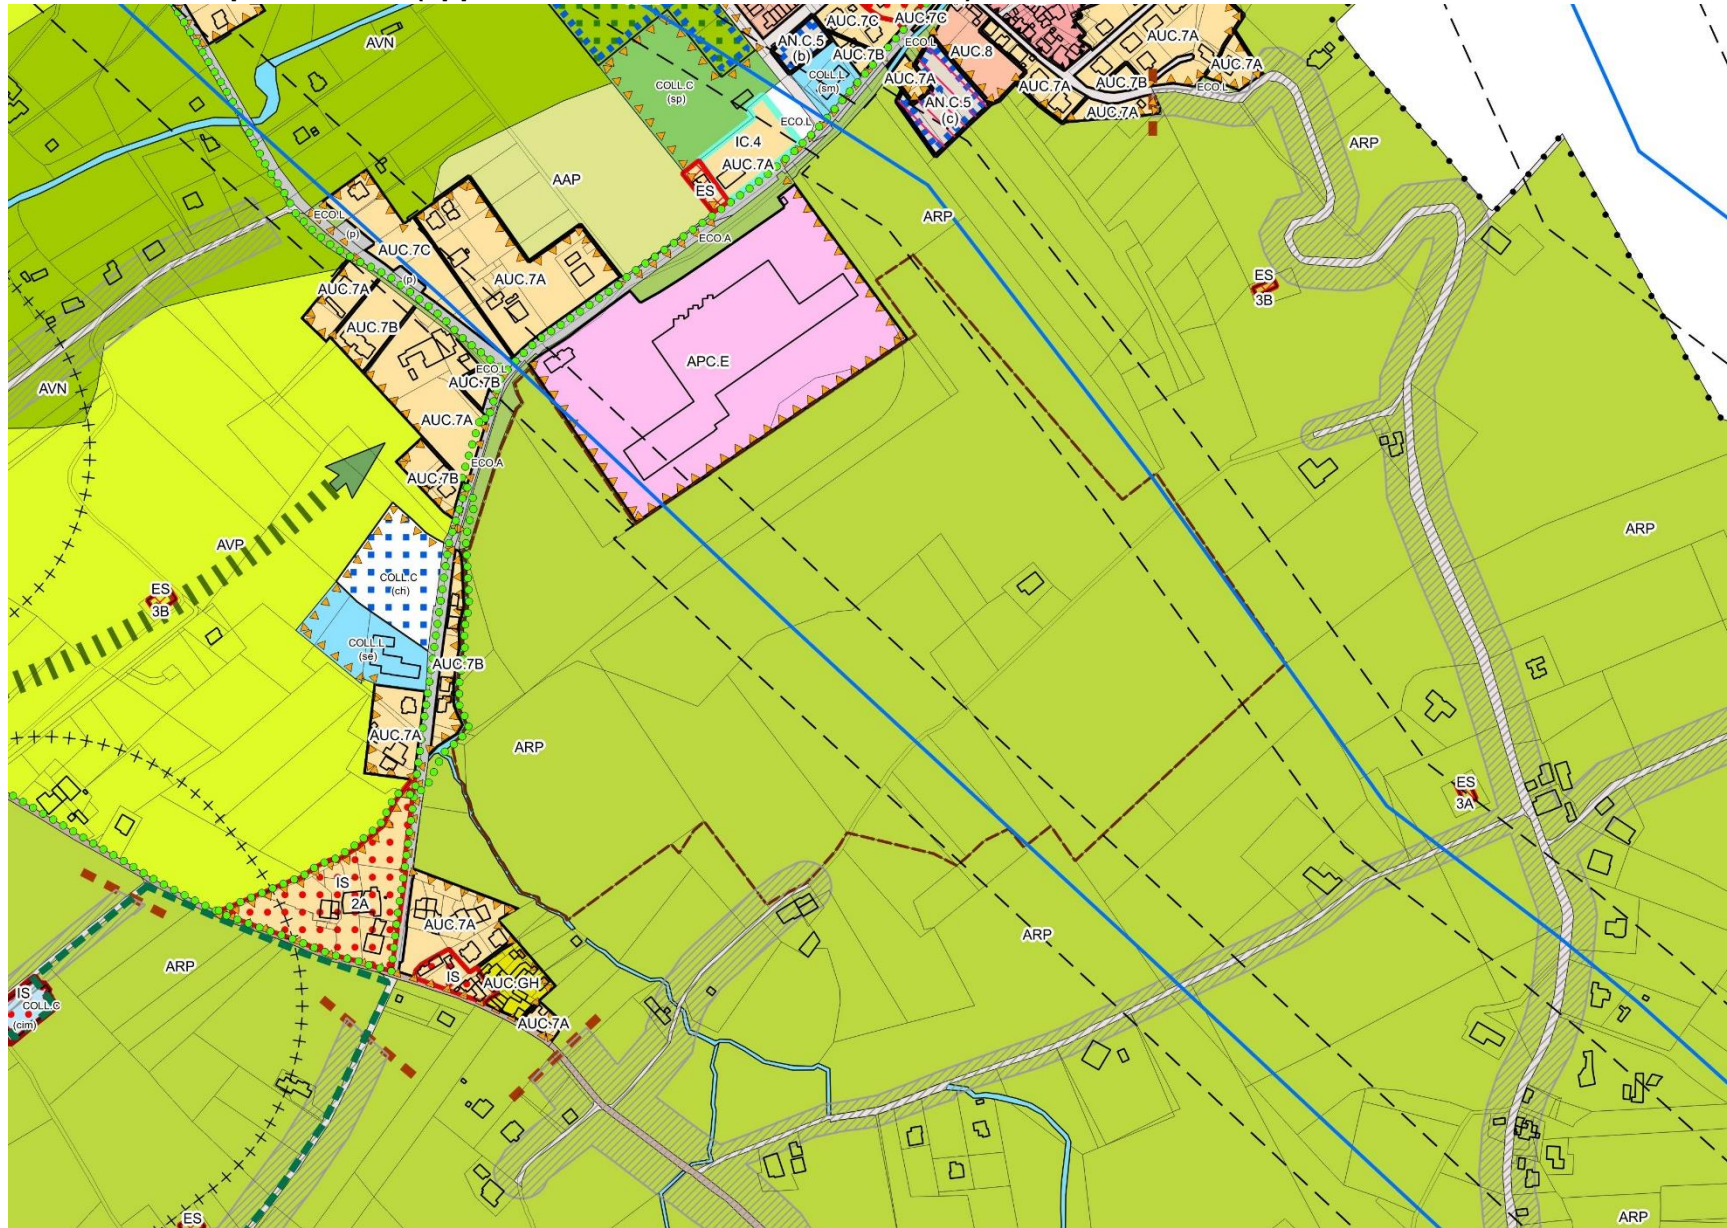 AUC.7C
AUC.7C
AVN
AN.C.5
(b)
ECO.L
AUC.7A
AUC.7B
AUC.8
COLL.L
(sm)
AUC.7A
AUC.7A
COLL.C
(sp)
AUC.7A
AUC.7B
ECO.L
AN.C.5
(c)
AUC.7A
ECO.L
IC.4
ARP
AUC.7A
AAP
ES
ECO.L
(p)
ARP
ECO.A
AUC.7C
(p)
AUC.7A
AUC.7A
ES
3B
AUC.7B
APC.E
ECO.L
AUC.7B
AVN
AUC.7A
ECO.A
AUC.7B
ARP
AVP
COLL.C
(ch)
ES
3B
COLL.L
(se)
AUC.7B
AUC.7A
ARP
ES
3A
IS
2A
AUC.7A
ARP
ARP
IS
AUC.GH
IS
COLL.C
(cim)
AUC.7A
ES
ARP